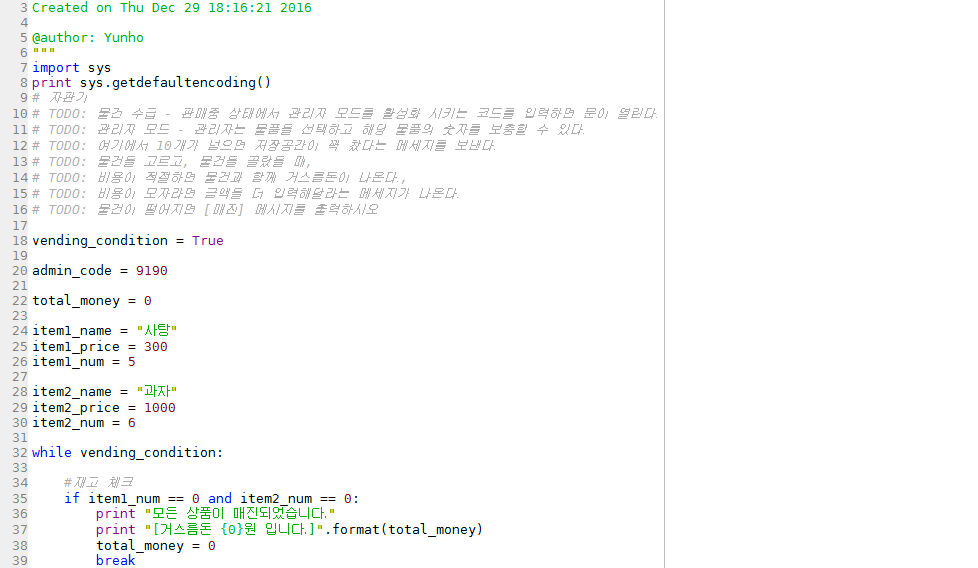 3 Created on Thu Dec 29 18:16:21 2016
4
5 @author: Yunho
6 """
7 import sys
8 print sys.getdefaultencoding()
9 # 자판기
10 # TODO: 물건 수급 - 판매중 상태에서 관리자 모드를 활성화 시키는 코드를 입력하면 문이 열린다.
11 # TODO: 관리자 모드 - 관리자는 물품들 선택하고 해당 물품의 숫자를 보충할 수 있다.
12 # TODO: 여기에서 10개가 넘으면 저장공간이 꽉 찼다는 메세지를 보낸다.
13 # TODO: 물건들 고르고, 물건들 골랐을 때,
14 # TODO: 비용이 적절하면 물건과 함께 거스름돈이 나온다.,
15 # TODO: 비용이 모자라면 금액을 더 입력해달라는 메세지가 나온다.
16 # TODO: 물건이 떨어지면 [매진] 메시지를 출력하시오
17
18 vending_condition = True
19
20 admin_code = 9190
21
22 total_money = 0
23
24 item1_name = "사탕"
25 item1_price = 300
26 item1_num = 5
27
28 item2_name = "과자"
29 item2_price = 1000
30 item2_num = 6
31
32 while vending_condition:
33
34 #재고 체크
35 if item1_num == 0 and item2_num == 0:
36 print "모든 상품이 매진되었습니다."
37 print "[거스름돈 {0}원 입니다.]".format(total_money)
38 total_money = 0
39 break